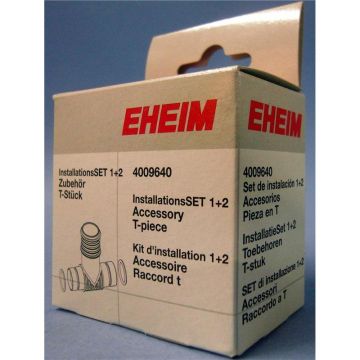 EHEIM
InstallationsSET 1+2
Zubehör
T-Stück
4009640
InstallationsSET 1+2
Accessory
T-piece
Kit d'installation 1+2
Accessoire
Raccord t
EHEIM
4009640
Set de instalación 1+2
Accesorios
Pieza en T
InstallatieSet 1+2
Toebehoren
T-stuk
SET di installazione 1+2
Accessori
Raccordo a T